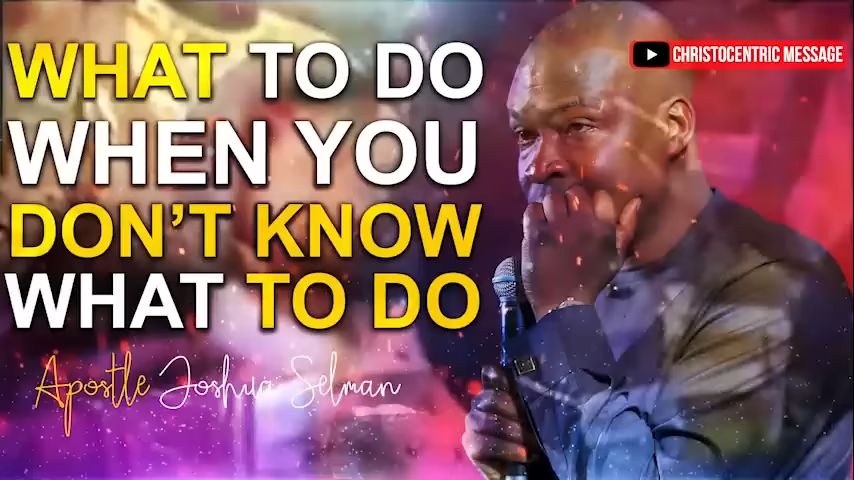 WHAT TO DO
WHEN YOU
DON'T KNOW
WHAT TO DO
Apostle Joshua Selman
CHRISTOCENTRIC MESSAGE